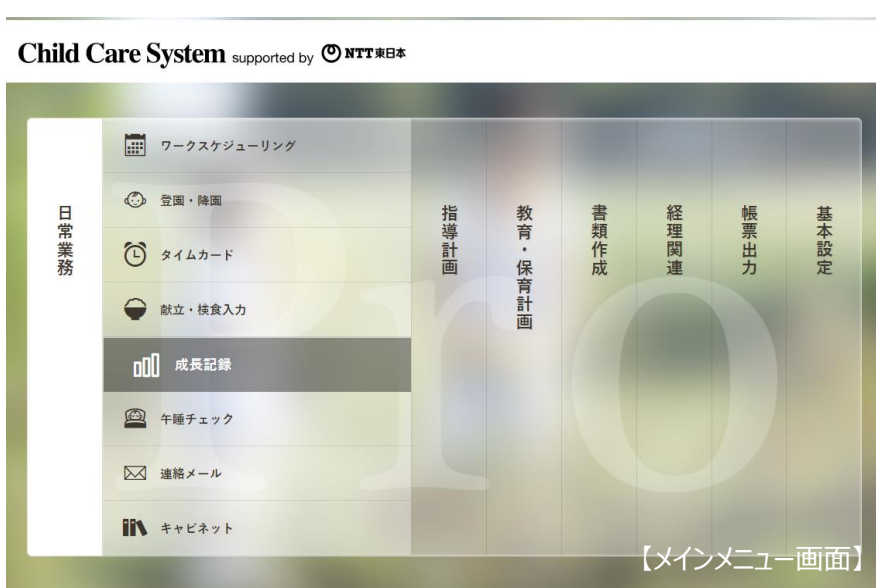 Child Care System supported by NTT東日本
日常業務
ワークスケジューリング
登園・降園
タイムカード
献立・検食入力
成長記録
午睡チェック
連絡メール
キャビネット
指導計画
教育・保育計画
書類作成
経理関連
帳票出力
基本設定
Pro
【メインメニュー画面】